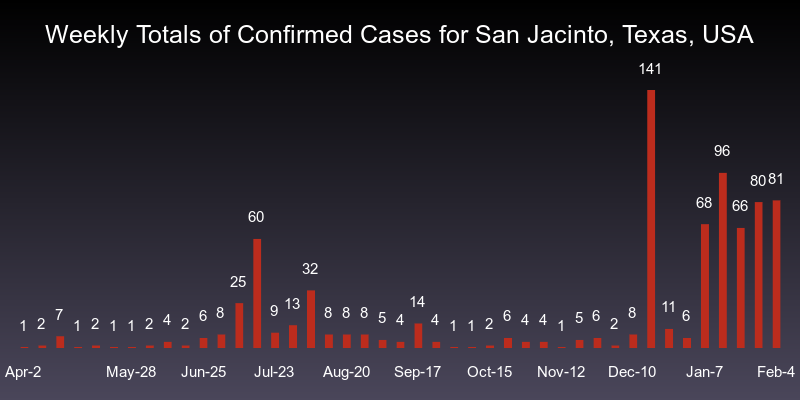 Weekly Totals of Confirmed Cases for San Jacinto, Texas, USA
1 2 7 1 2 1 1 2 4 2 6 8 25 60 9 13 32 8 8 8 5 4 14 4 1 1 2 6 4 4 1 5 6 2 8 141 11 6 68 96 66 80 81
Apr-2 May-28 Jun-25 Jul-23 Aug-20 Sep-17 Oct-15 Nov-12 Dec-10 Jan-7 Feb-4